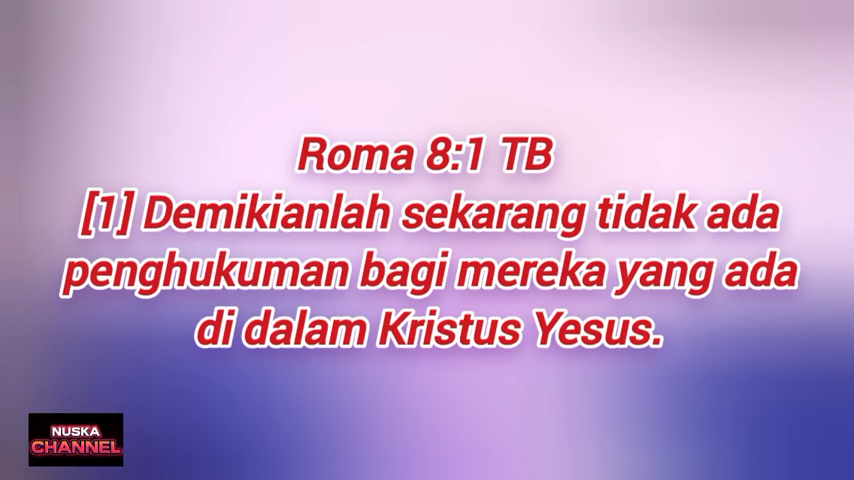 Roma 8:1 TB
[1] Demikianlah sekarang tidak ada
penghukuman bagi mereka yang ada
di dalam Kristus Yesus.
NUSKA
CHANNEL